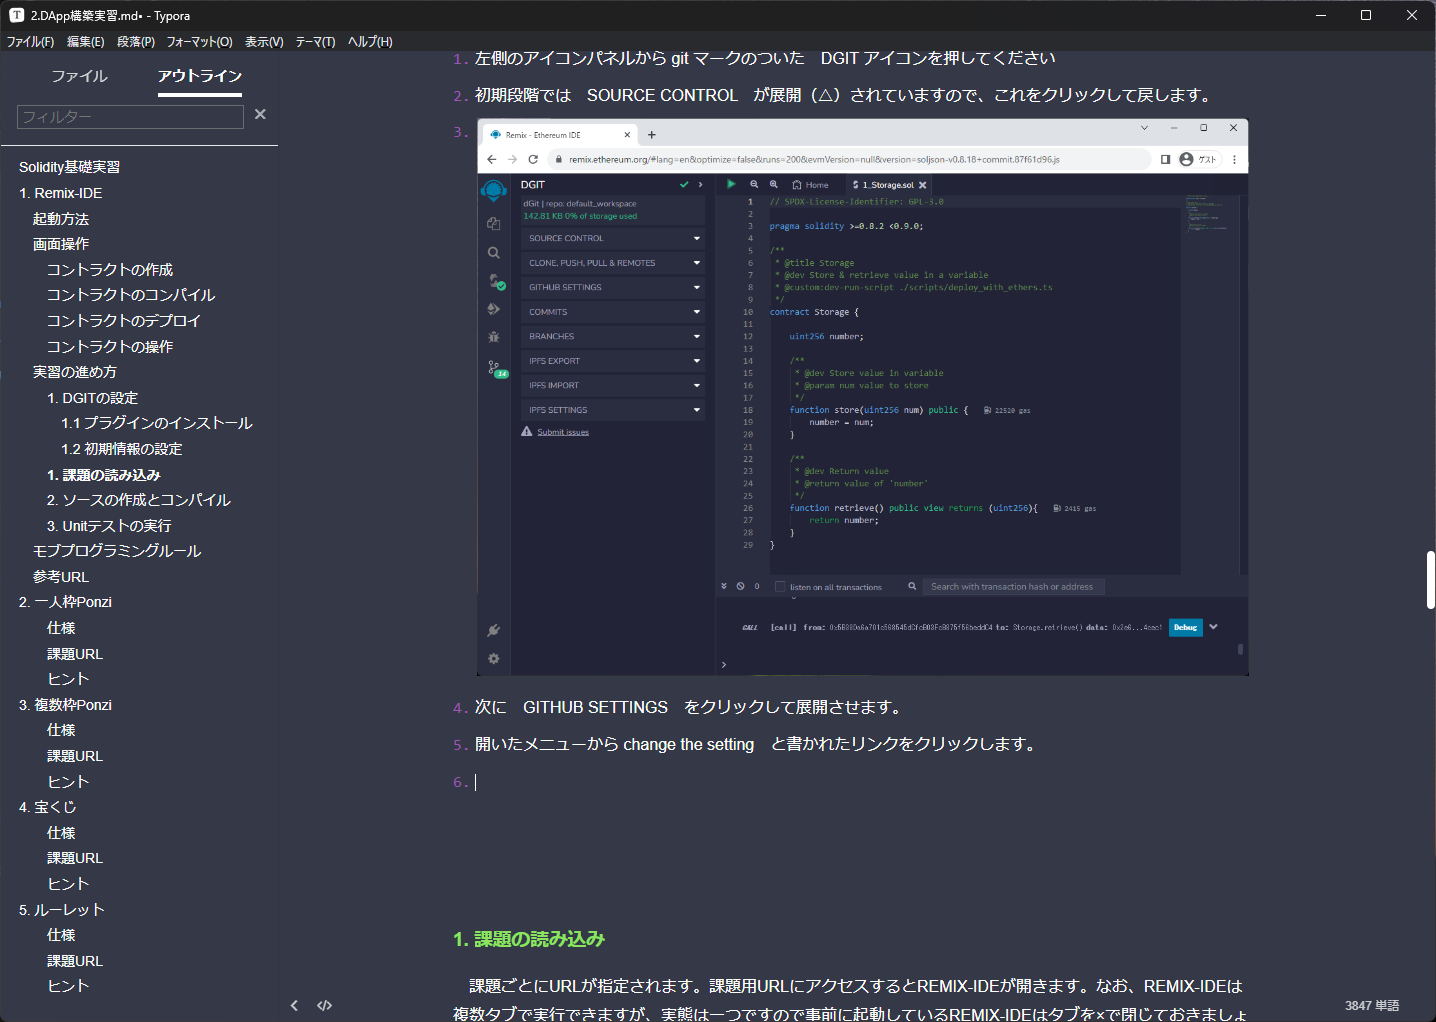 2.DApp構築実習.md• - Typora
ファイル(F) 編集(E) 段落(P) フォーマット(O) 表示(V) テーマ(T) ヘルプ(H)
ファイル アウトライン
フィルター
Solidity基礎実習
1. Remix-IDE
起動方法
画面操作
コントラクトの作成
コントラクトのコンパイル
コントラクトのデプロイ
コントラクトの操作
実習の進め方
1. DGITの設定
1.1 プラグインのインストール
1.2 初期情報の設定
1. 課題の読み込み
2. ソースの作成とコンパイル
3. Unitテストの実行
モブプログラミングルール
参考URL
2. 一人枠Ponzi
仕様
課題URL
ヒント
3. 複数枠Ponzi
仕様
課題URL
ヒント
4. 宝くじ
仕様
課題URL
ヒント
5. ルーレット
仕様
課題URL
ヒント
1. 左側のアイコンパネルから git マークのついた　DGIT アイコンを押してください
2. 初期段階では　SOURCE CONTROL　が展開（△）されていますので、これをクリックして戻します。
3.
Remix - Ethereum IDE
remix.ethereum.org/#lang=en&optimize=false&runs=200&evmVersion=null&version=soljson-v0.8.18+commit.87f61d96.js
ゲスト
DGIT
dGit | repo: default_workspace
142.81 KB 0% of storage used
SOURCE CONTROL
CLONE, PUSH, PULL & REMOTES
GITHUB SETTINGS
COMMITS
BRANCHES
IPFS EXPORT
IPFS IMPORT
IPFS SETTINGS
Submit issues
14
Home 1_Storage.sol
1 // SPDX-License-Identifier: GPL-3.0
2
3 pragma solidity >=0.8.2 <0.9.0;
4
5 /**
6 * @title Storage
7 * @dev Store & retrieve value in a variable
8 * @custom:dev-run-script ./scripts/deploy_with_ethers.ts
9 */
10 contract Storage {
11
12 uint256 number;
13
14 /**
15 * @dev Store value in variable
16 * @param num value to store
17 */
18 function store(uint256 num) public { 22520 gas
19 number = num;
20 }
21
22 /**
23 * @dev Return value
24 * @return value of 'number'
25 */
26 function retrieve() public view returns (uint256){ 2415 gas
27 return number;
28 }
29 }
0 listen on all transactions Search with transaction hash or address
CALL [call] from: to: Storage.retrieve() data: 0x2e6...4cec1 Debug
>
4. 次に　GITHUB SETTINGS　をクリックして展開させます。
5. 開いたメニューから change the setting　と書かれたリンクをクリックします。
6.
1. 課題の読み込み
課題ごとにURLが指定されます。課題用URLにアクセスするとREMIX-IDEが開きます。なお、REMIX-IDEは
複数タブで実行できますが、実態は一つですので事前に起動しているREMIX-IDEはタブを×で閉じておきましょ
3847 単語